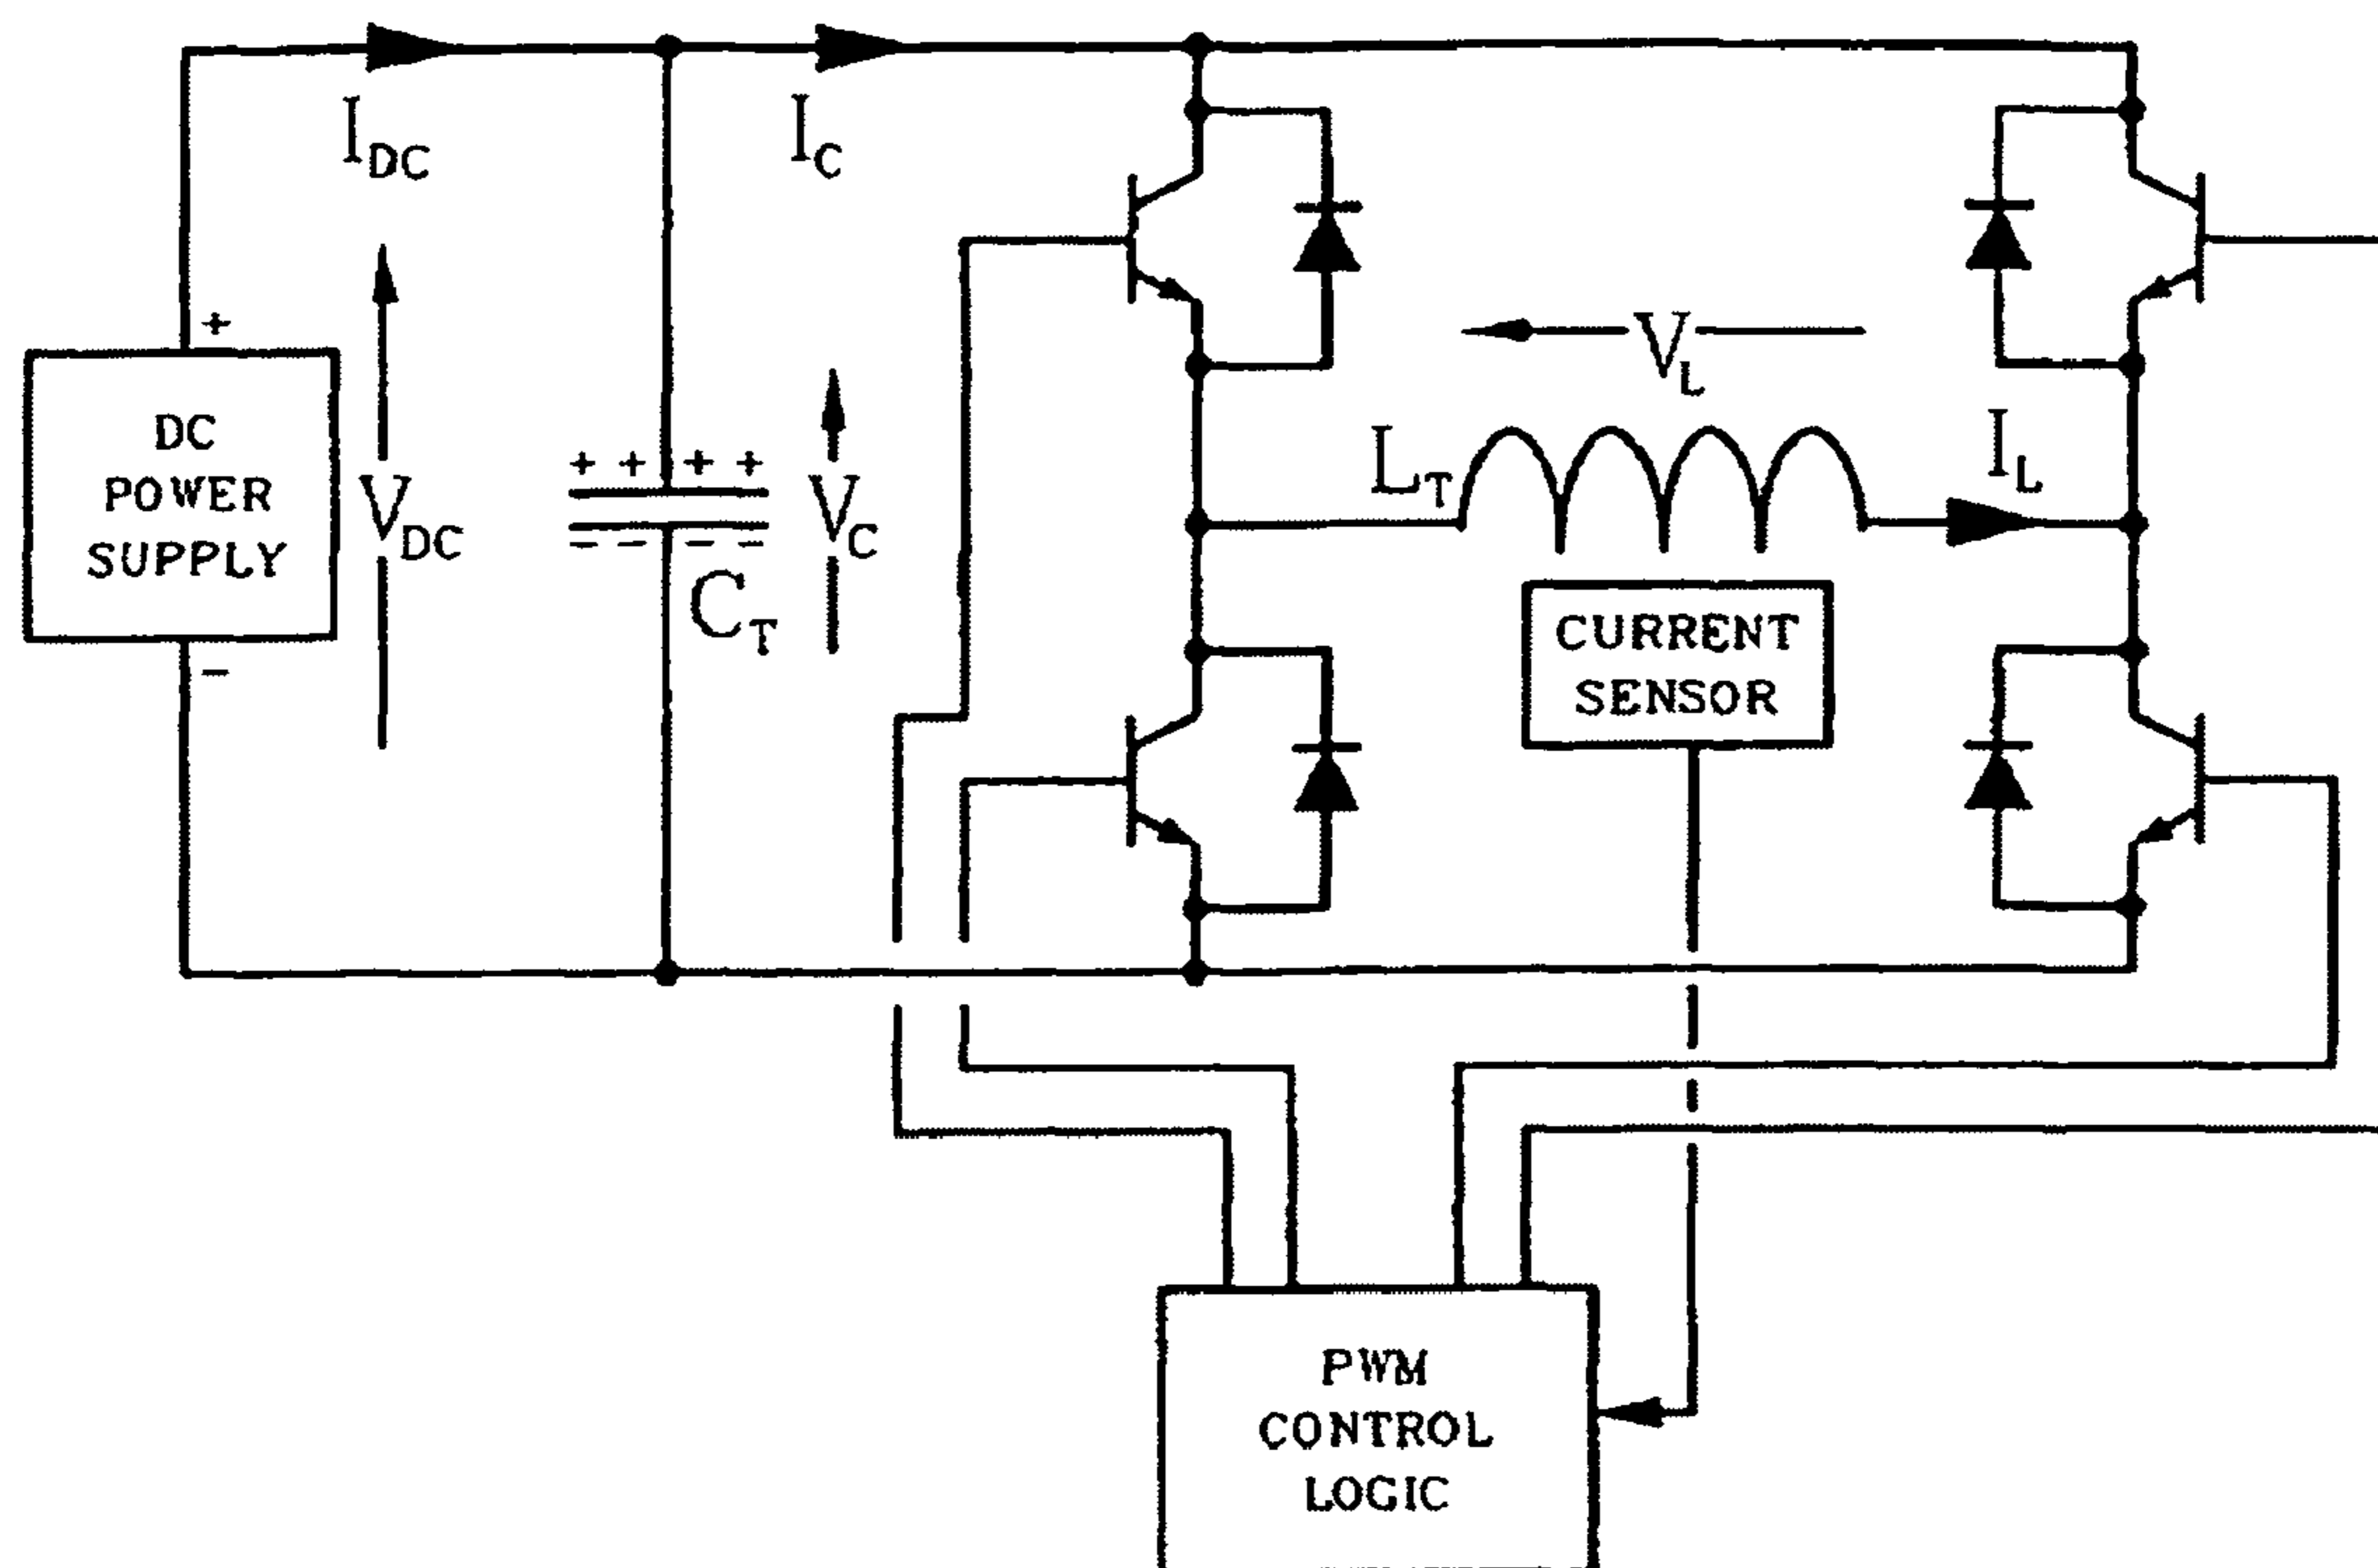 I_DC
I_C
+
DC
POWER
SUPPLY
−
V_DC
+ + + +
− − − −
C_T
V_C
V_L
L_T
I_L
CURRENT
SENSOR
PWM
CONTROL
LOGIC